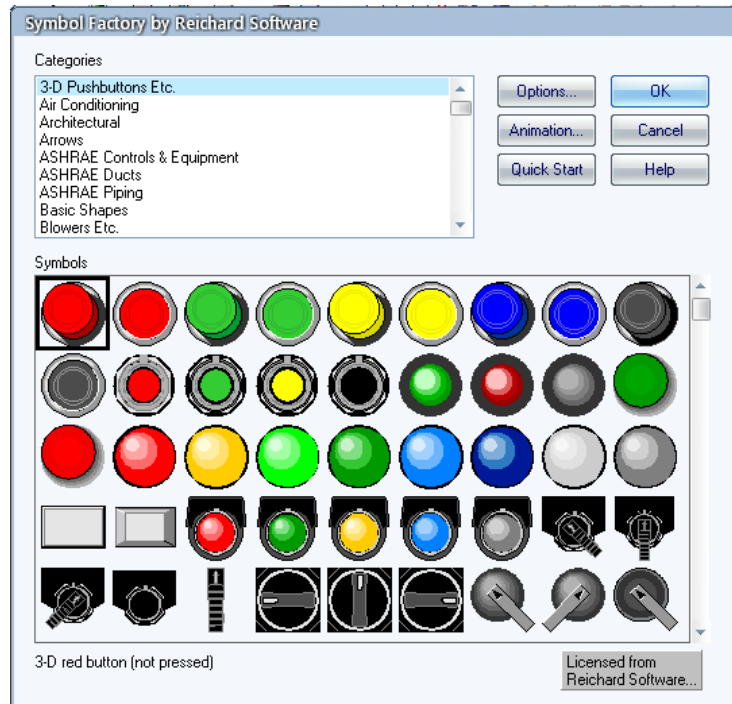 Symbol Factory by Reichard Software
Categories
3-D Pushbuttons Etc.
Air Conditioning
Architectural
Arrows
ASHRAE Controls & Equipment
ASHRAE Ducts
ASHRAE Piping
Basic Shapes
Blowers Etc.
Options...
OK
Animation...
Cancel
Quick Start
Help
Symbols
3-D red button (not pressed)
Licensed from
Reichard Software...